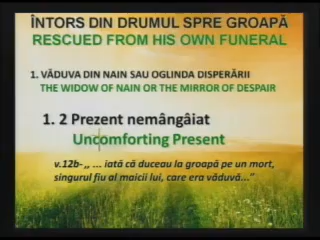 ÎNTORS DIN DRUMUL SPRE GROAPĂ
RESCUED FROM HIS OWN FUNERAL
1. VĂDUVA DIN NAIN SAU OGLINDA DISPERĂRII
THE WIDOW OF NAIN OR THE MIRROR OF DESPAIR
1. 2 Prezent nemângâiat
Uncomforting Present
v.12b- ,, ... iată că duceau la groapă pe un mort,
singurul fiu al maicii lui, care era văduvă..."